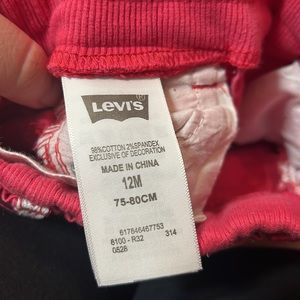 Levi's
98%COTTON 2%SPANDEX
EXCLUSIVE OF DECORATION
MADE IN CHINA
12M
75-80CM
617846467753
6100 - R32 314
0528